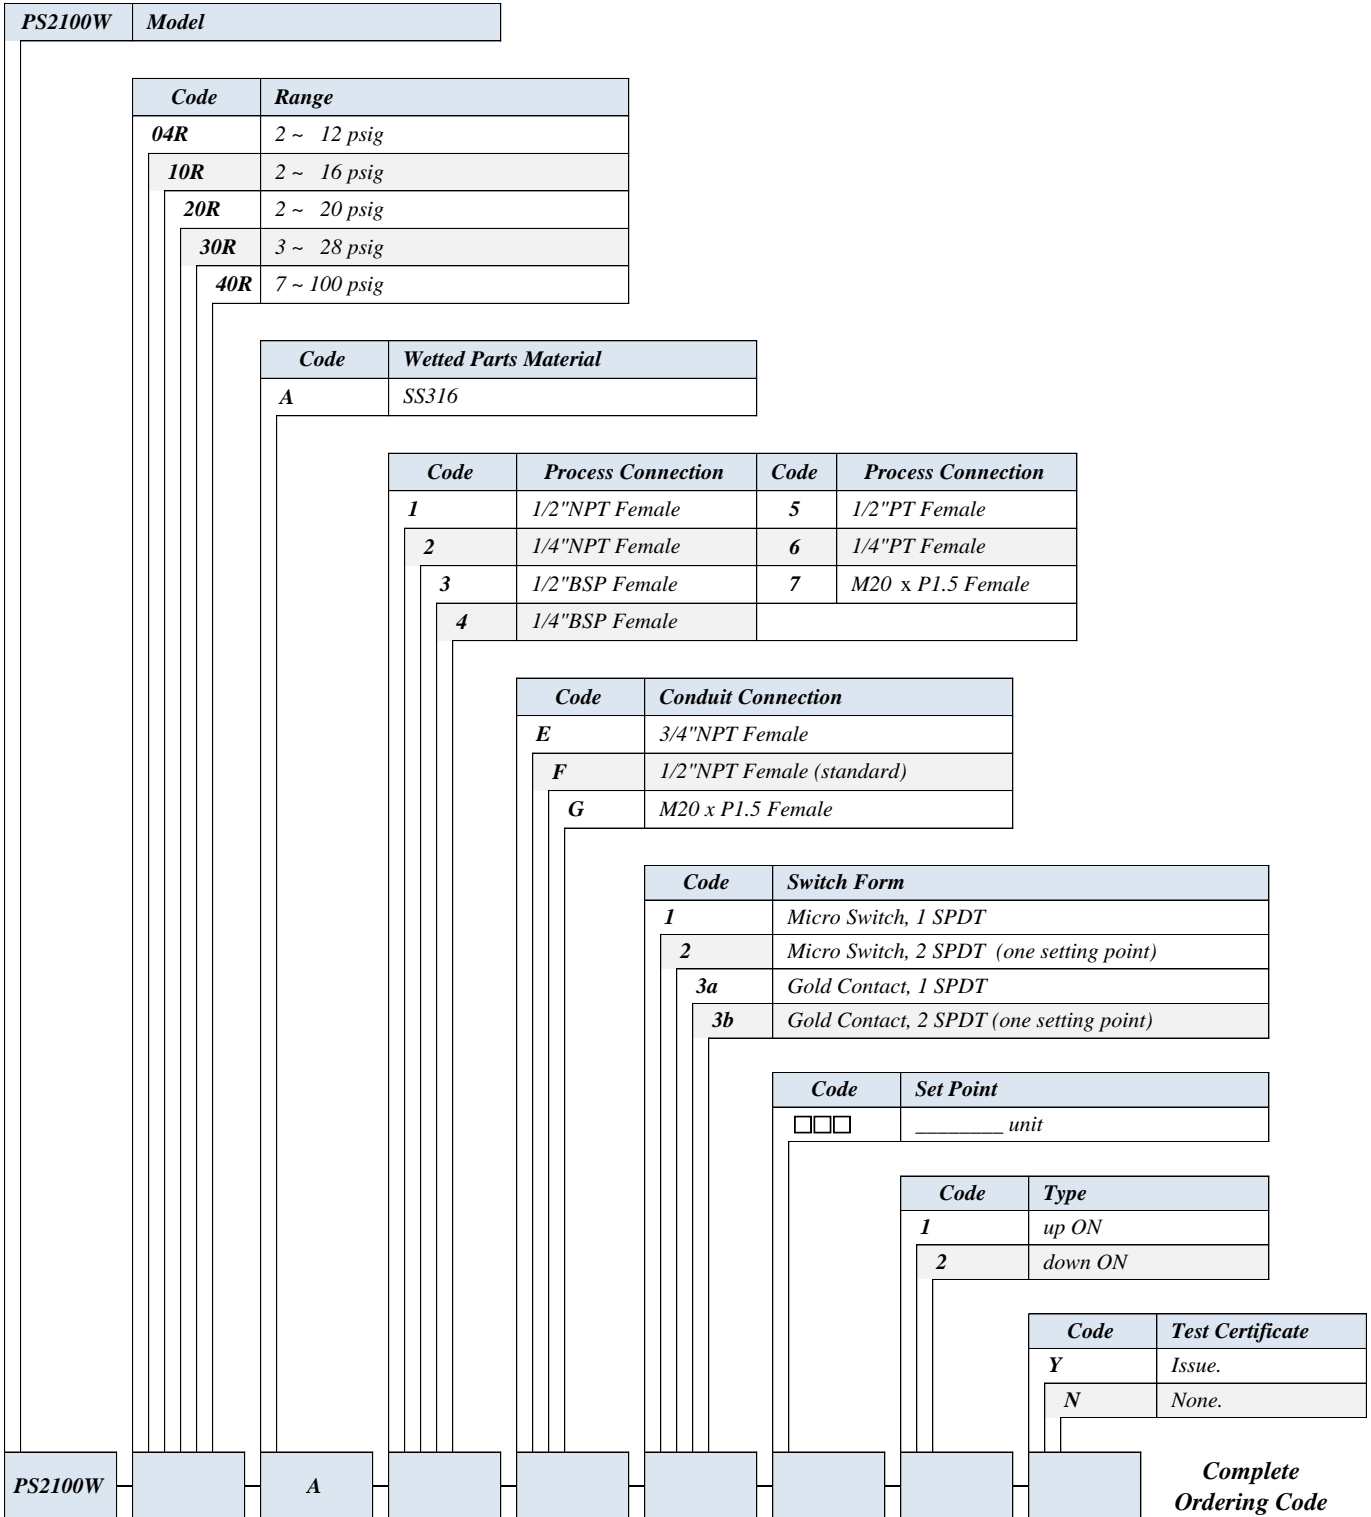 PS2100W Model
Code Range
04R 2 ~ 12 psig
10R 2 ~ 16 psig
20R 2 ~ 20 psig
30R 3 ~ 28 psig
40R 7 ~ 100 psig
Code Wetted Parts Material
A SS316
Code Process Connection Code Process Connection
1 1/2"NPT Female 5 1/2"PT Female
2 1/4"NPT Female 6 1/4"PT Female
3 1/2"BSP Female 7 M20 x P1.5 Female
4 1/4"BSP Female
Code Conduit Connection
E 3/4"NPT Female
F 1/2"NPT Female (standard)
G M20 x P1.5 Female
Code Switch Form
1 Micro Switch, 1 SPDT
2 Micro Switch, 2 SPDT (one setting point)
3a Gold Contact, 1 SPDT
3b Gold Contact, 2 SPDT (one setting point)
Code Set Point
□□□ ________ unit
Code Type
1 up ON
2 down ON
Code Test Certificate
Y Issue.
N None.
PS2100W A Complete
Ordering Code